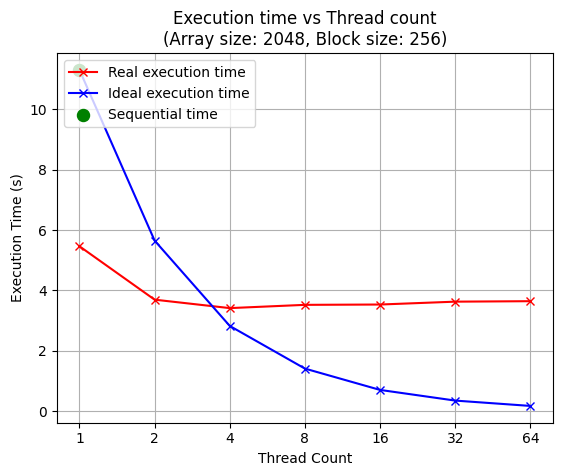 Execution time vs Thread count
(Array size: 2048, Block size: 256)
Real execution time
Ideal execution time
Sequential time
Execution Time (s)
10
8
6
4
2
0
1 2 4 8 16 32 64
Thread Count